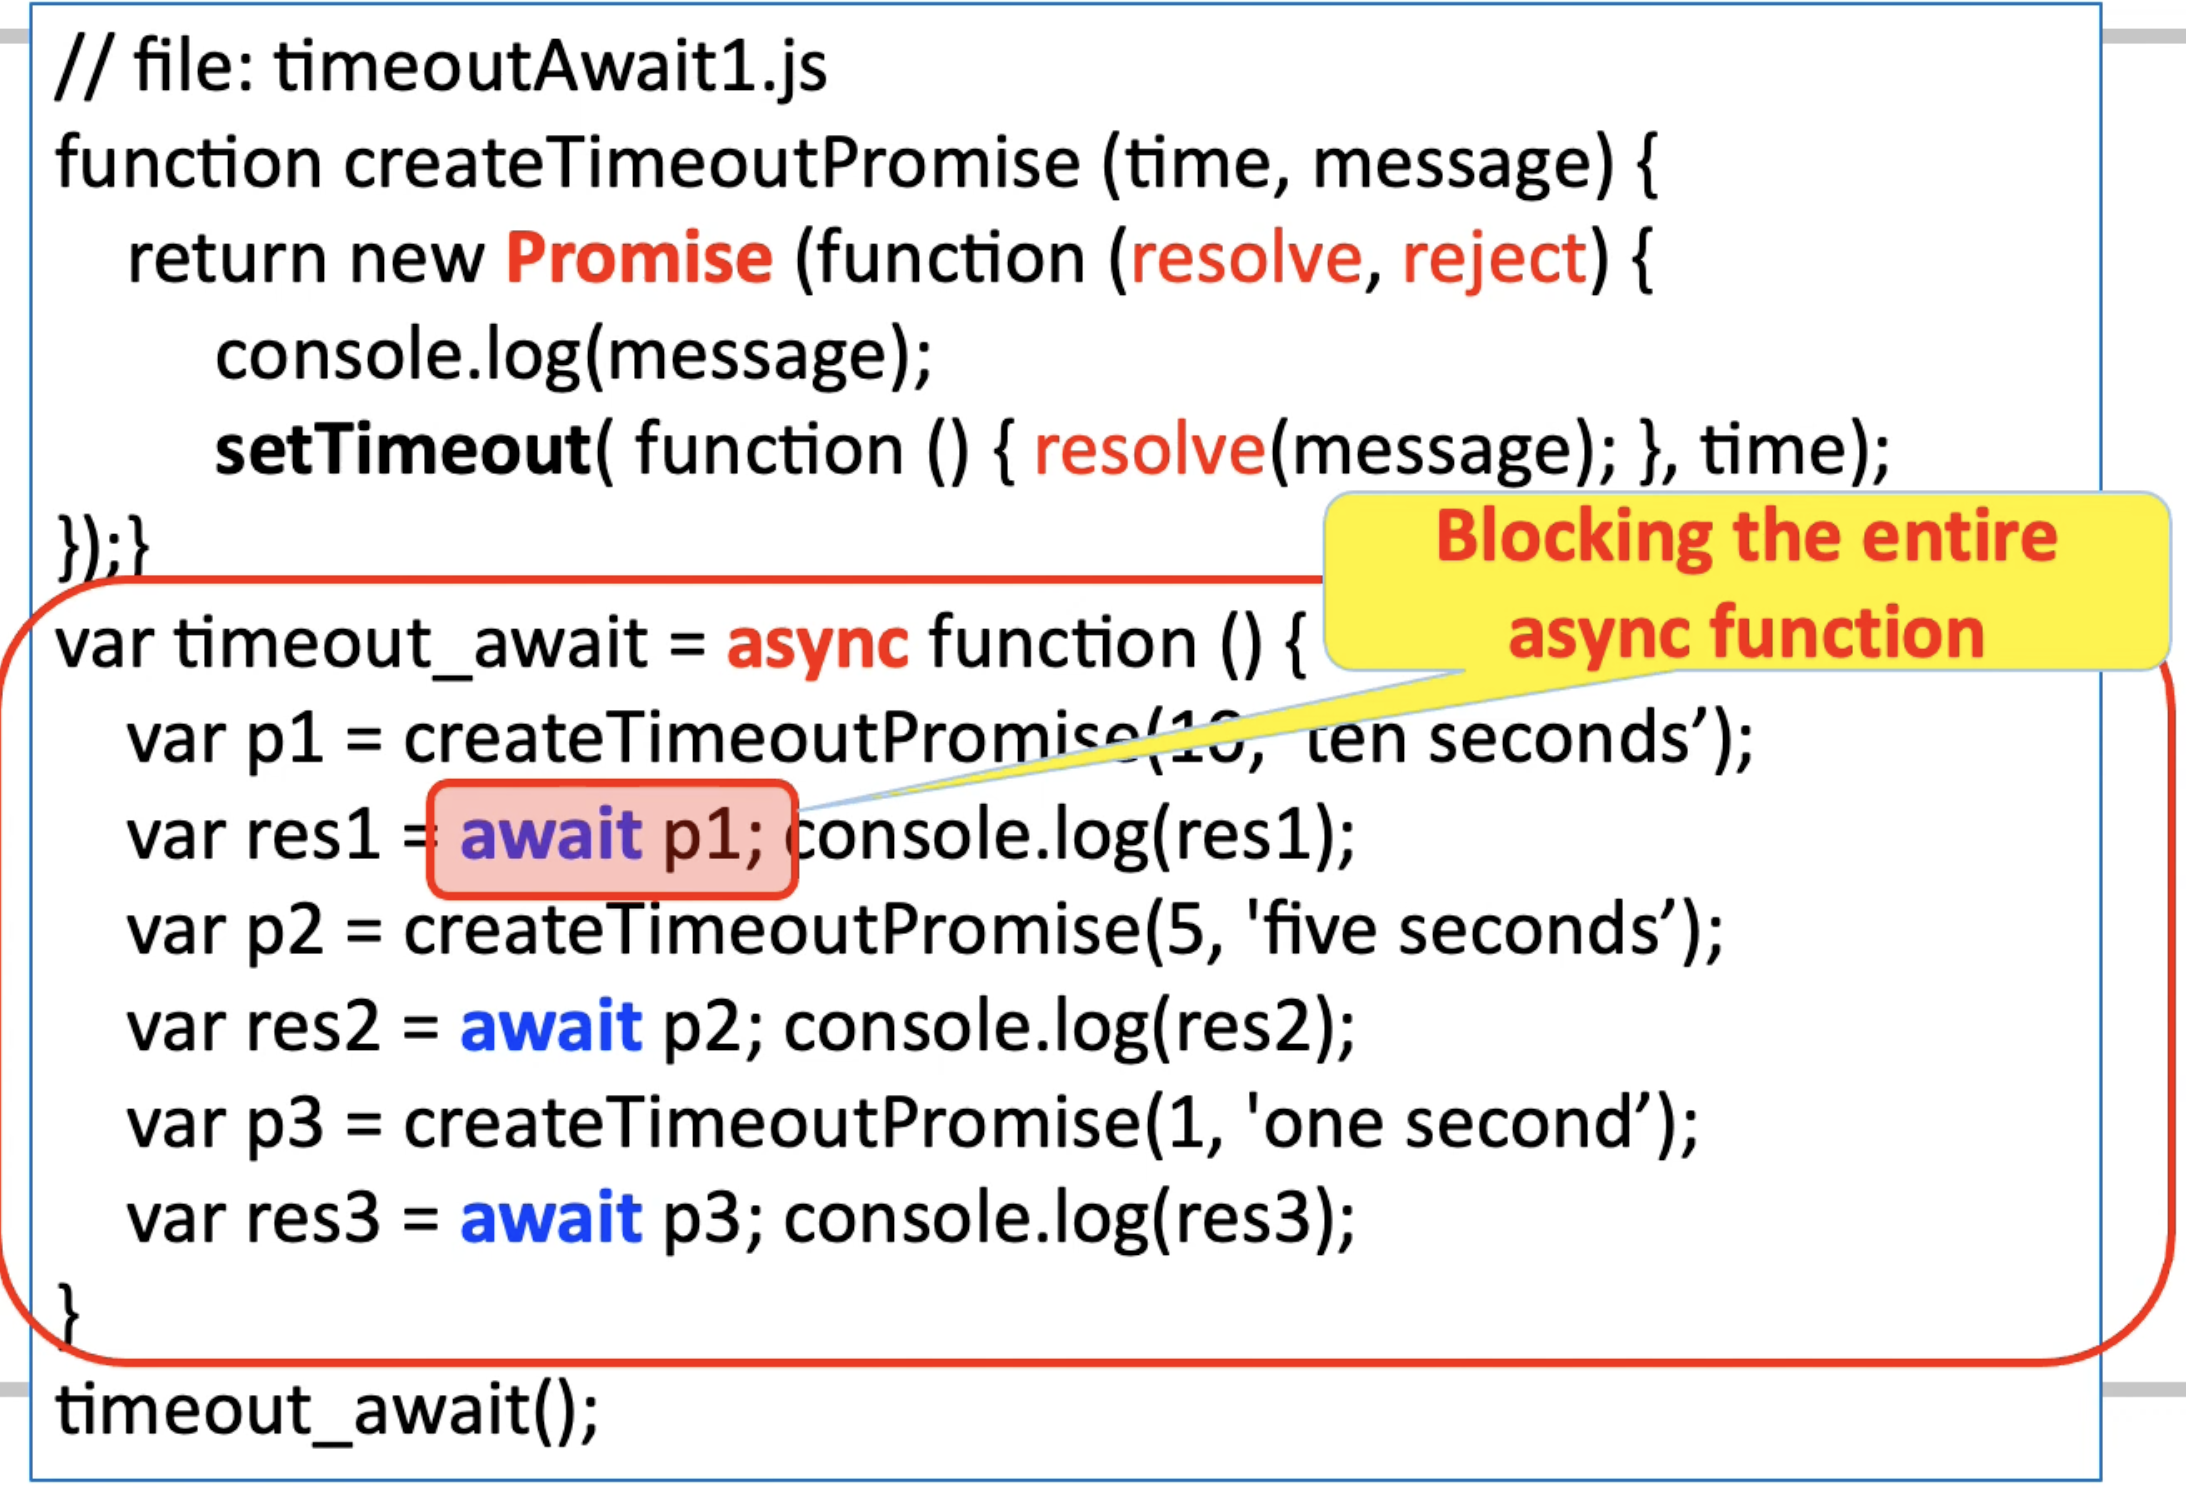 // file: timeoutAwait1.js
function createTimeoutPromise (time, message) {
return new Promise (function (resolve, reject) {
console.log(message);
setTimeout( function () { resolve(message); }, time);
});}
Blocking the entire
async function
var timeout_await = async function () {
var p1 = createTimeoutPromise(10, 'ten seconds’);
var res1 = await p1; console.log(res1);
var p2 = createTimeoutPromise(5, 'five seconds’);
var res2 = await p2; console.log(res2);
var p3 = createTimeoutPromise(1, 'one second’);
var res3 = await p3; console.log(res3);
}
timeout_await();